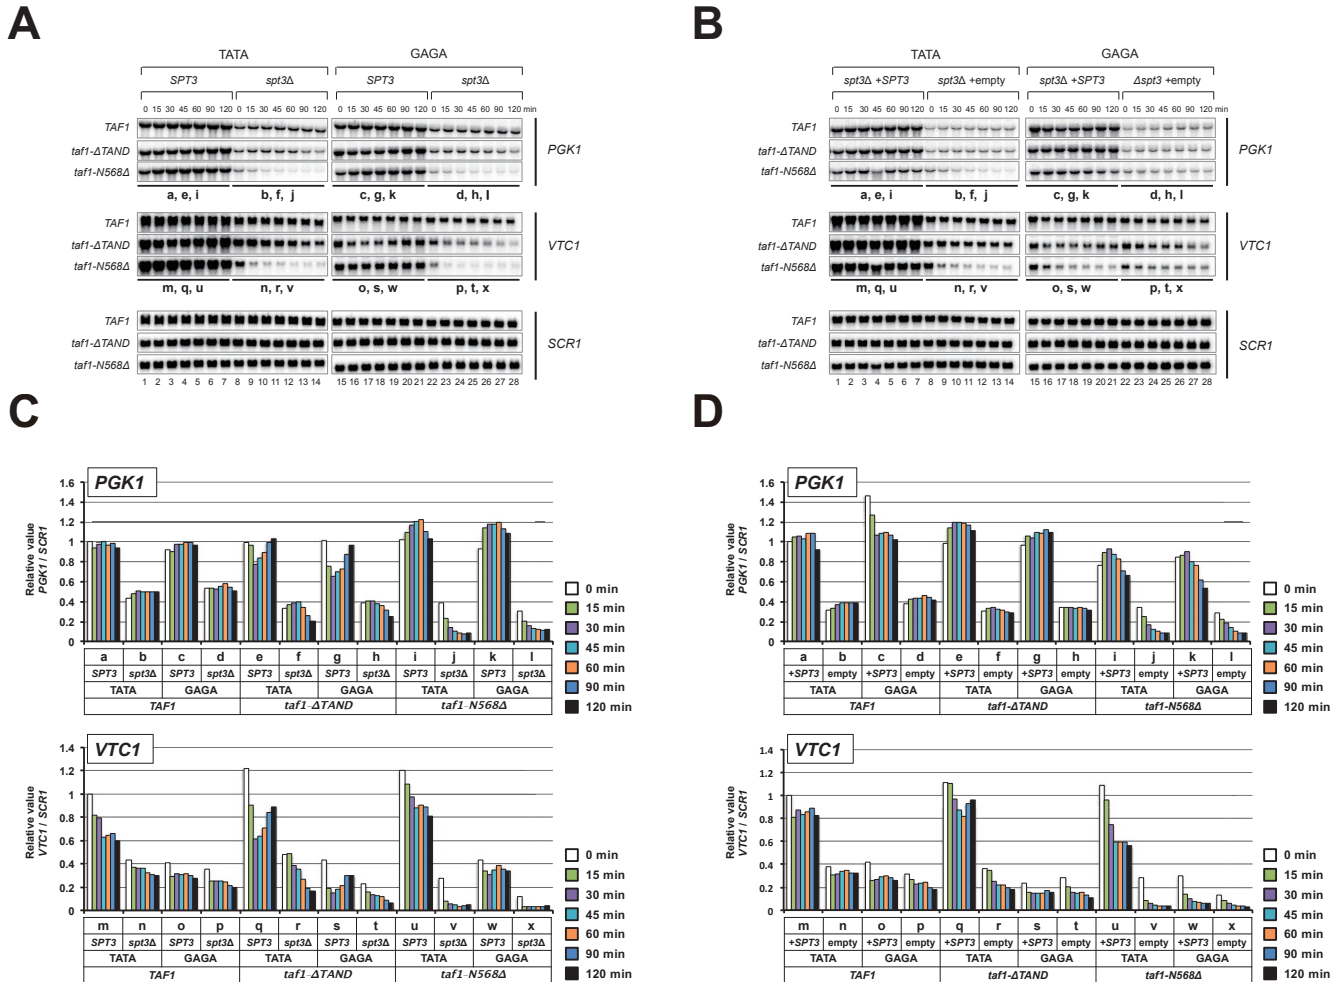 A
TATA GAGA
SPT3 spt3Δ SPT3 spt3Δ
0 15 30 45 60 90 120 0 15 30 45 60 90 120 0 15 30 45 60 90 120 0 15 30 45 60 90 120 min
TAF1
taf1-ΔTAND
taf1-N568Δ
PGK1
a, e, i b, f, j c, g, k d, h, l
TAF1
taf1-ΔTAND
taf1-N568Δ
VTC1
m, q, u n, r, v o, s, w p, t, x
TAF1
taf1-ΔTAND
taf1-N568Δ
SCR1
1 2 3 4 5 6 7 8 9 10 11 12 13 14 15 16 17 18 19 20 21 22 23 24 25 26 27 28
B
TATA GAGA
spt3Δ +SPT3 spt3Δ +empty spt3Δ +SPT3 Δspt3 +empty
0 15 30 45 60 90 120 0 15 30 45 60 90 120 0 15 30 45 60 90 120 0 15 30 45 60 90 120 min
TAF1
taf1-ΔTAND
taf1-N568Δ
PGK1
a, e, i b, f, j c, g, k d, h, l
TAF1
taf1-ΔTAND
taf1-N568Δ
VTC1
m, q, u n, r, v o, s, w p, t, x
TAF1
taf1-ΔTAND
taf1-N568Δ
SCR1
1 2 3 4 5 6 7 8 9 10 11 12 13 14 15 16 17 18 19 20 21 22 23 24 25 26 27 28
C
PGK1
Relative value
PGK1 / SCR1
1.6
1.4
1.2
1
0.8
0.6
0.4
0.2
0
a b c d e f g h i j k l
SPT3 spt3Δ SPT3 spt3Δ SPT3 spt3Δ SPT3 spt3Δ SPT3 spt3Δ SPT3 spt3Δ
TATA GAGA TATA GAGA TATA GAGA
TAF1 taf1-ΔTAND taf1-N568Δ
0 min
15 min
30 min
45 min
60 min
90 min
120 min
VTC1
Relative value
VTC1 / SCR1
1.4
1.2
1
0.8
0.6
0.4
0.2
0
m n o p q r s t u v w x
SPT3 spt3Δ SPT3 spt3Δ SPT3 spt3Δ SPT3 spt3Δ SPT3 spt3Δ SPT3 spt3Δ
TATA GAGA TATA GAGA TATA GAGA
TAF1 taf1-ΔTAND taf1-N568Δ
0 min
15 min
30 min
45 min
60 min
90 min
120 min
D
PGK1
Relative value
PGK1 / SCR1
1.6
1.4
1.2
1
0.8
0.6
0.4
0.2
0
a b c d e f g h i j k l
+SPT3 empty +SPT3 empty +SPT3 empty +SPT3 empty +SPT3 empty +SPT3 empty
TATA GAGA TATA GAGA TATA GAGA
TAF1 taf1-ΔTAND taf1-N568Δ
0 min
15 min
30 min
45 min
60 min
90 min
120 min
VTC1
Relative value
VTC1 / SCR1
1.4
1.2
1
0.8
0.6
0.4
0.2
0
m n o p q r s t u v w x
+SPT3 empty +SPT3 empty +SPT3 empty +SPT3 empty +SPT3 empty +SPT3 empty
TATA GAGA TATA GAGA TATA GAGA
TAF1 taf1-ΔTAND taf1-N568Δ
0 min
15 min
30 min
45 min
60 min
90 min
120 min